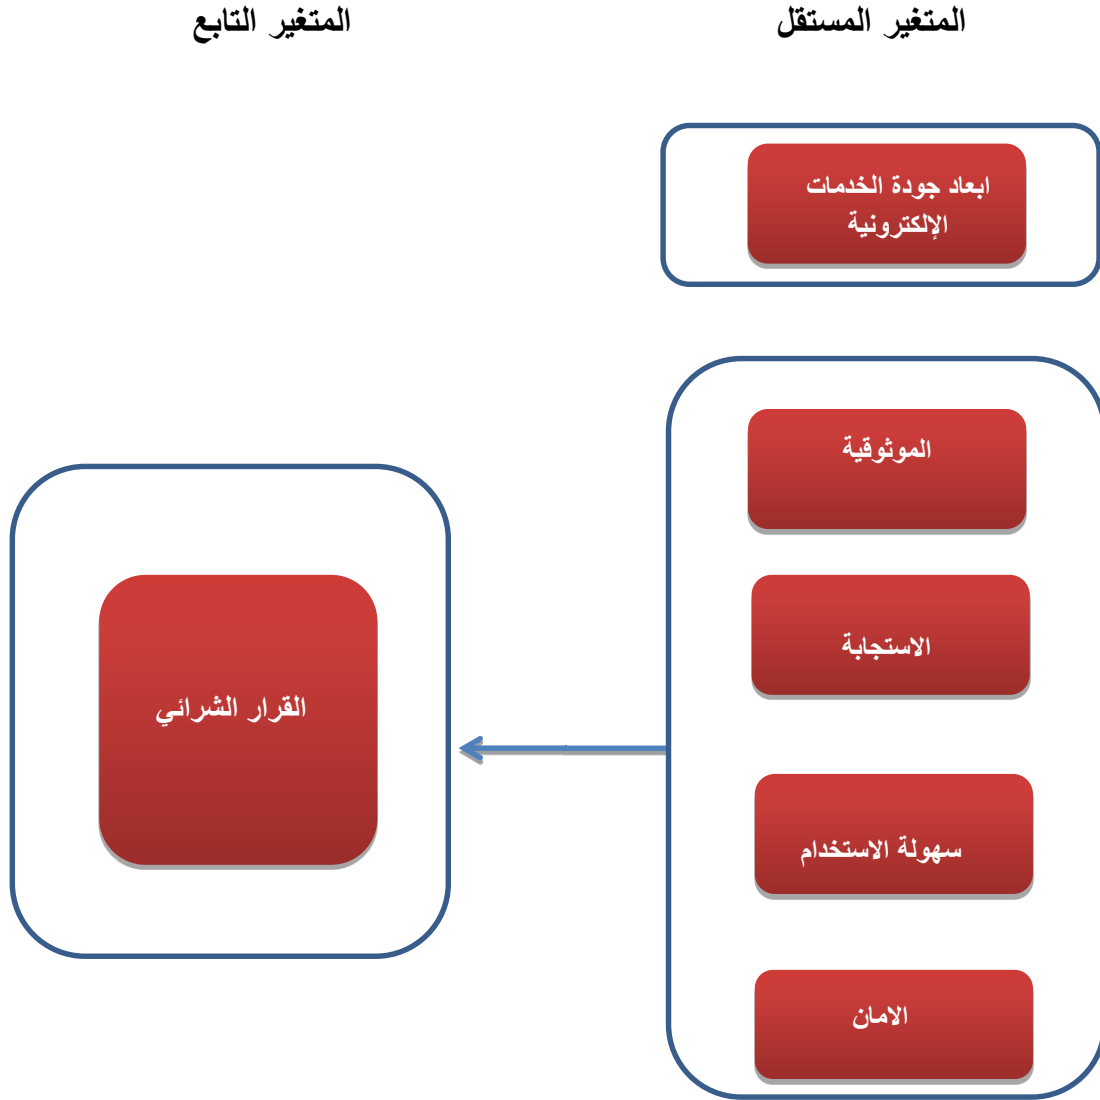 المتغير المستقل
المتغير التابع
ابعاد جودة الخدمات
الإلكترونية
الموثوقية
الاستجابة
سهولة الاستخدام
الامان
القرار الشرائي